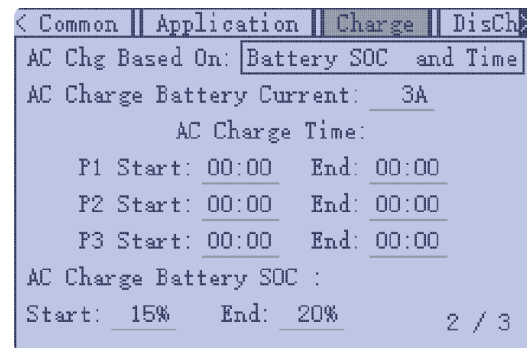 < Common || Application || Charge || DisCh
AC Chg Based On: Battery SOC and Time
AC Charge Battery Current: 3A
AC Charge Time:
P1 Start: 00:00 End: 00:00
P2 Start: 00:00 End: 00:00
P3 Start: 00:00 End: 00:00
AC Charge Battery SOC :
Start: 15% End: 20%
2 / 3